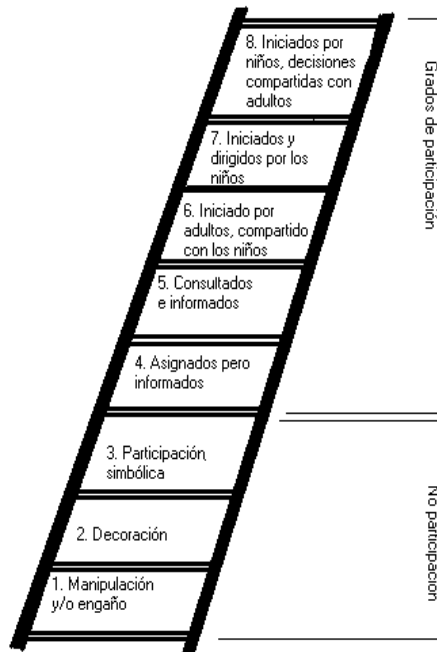 8. Iniciados por
niños, decisiones
compartidas con
adultos
7. Iniciados y
dirigidos por los
niños
6. Iniciado por
adultos, compartido
con los niños
5. Consultados
e informados
4. Asignados pero
informados
3. Participación
simbólica
2. Decoración
1. Manipulación
y/o engaño
Grados de participación
No participación